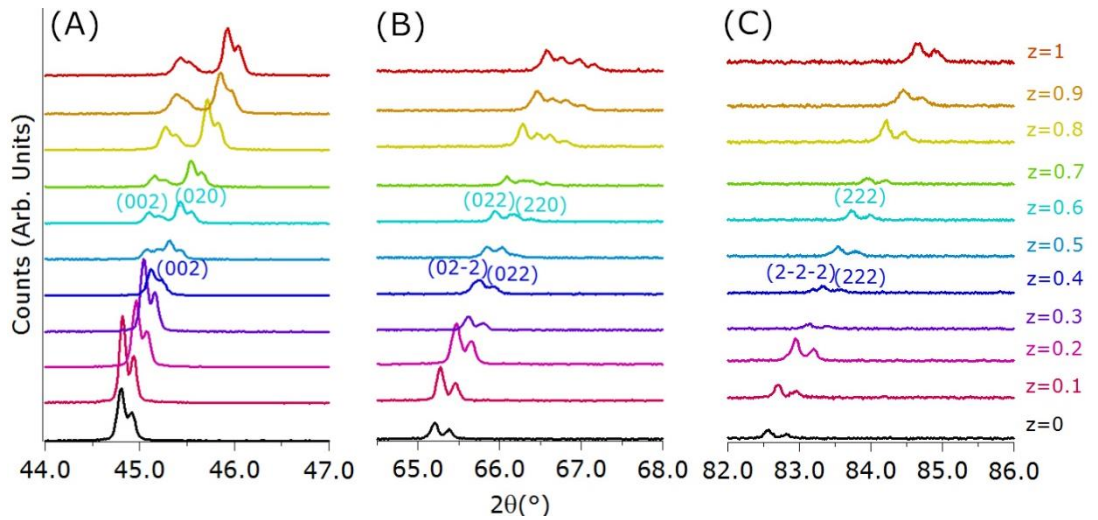 (A)
(B)
(C)
Counts (Arb. Units)
(002)
(020)
(002)
(022)
(220)
(02-2)
(022)
(222)
(2-2-2)
(222)
z=1
z=0.9
z=0.8
z=0.7
z=0.6
z=0.5
z=0.4
z=0.3
z=0.2
z=0.1
z=0
44.0 45.0 46.0 47.0
65.0 66.0 67.0 68.0
82.0 83.0 84.0 85.0 86.0
2θ(°)